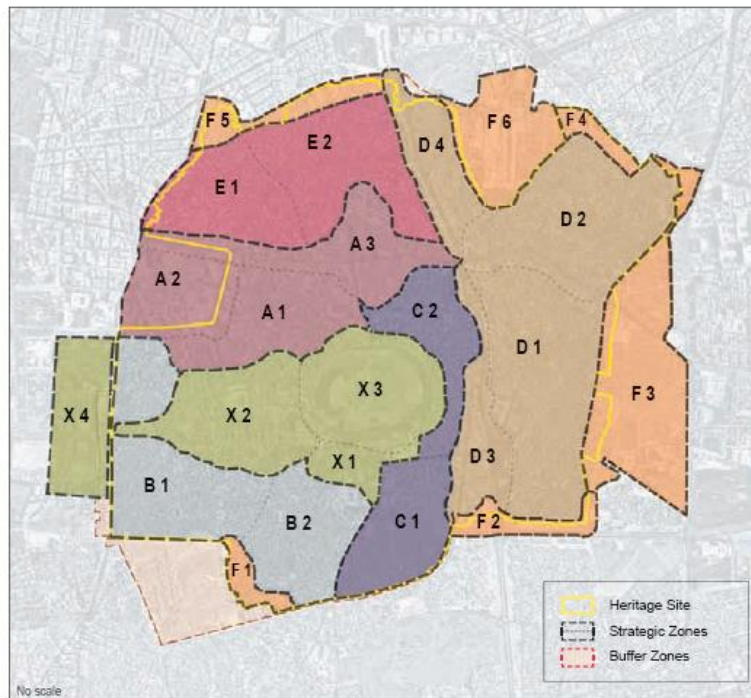 F 5
F 6
F 4
E 2
D 4
E 1
D 2
A 3
A 2
A 1
C 2
D 1
X 3
F 3
X 4
X 2
D 3
X 1
B 1
B 2
F 2
C 1
F 1
Heritage Site
Strategic Zones
Buffer Zones
No scale